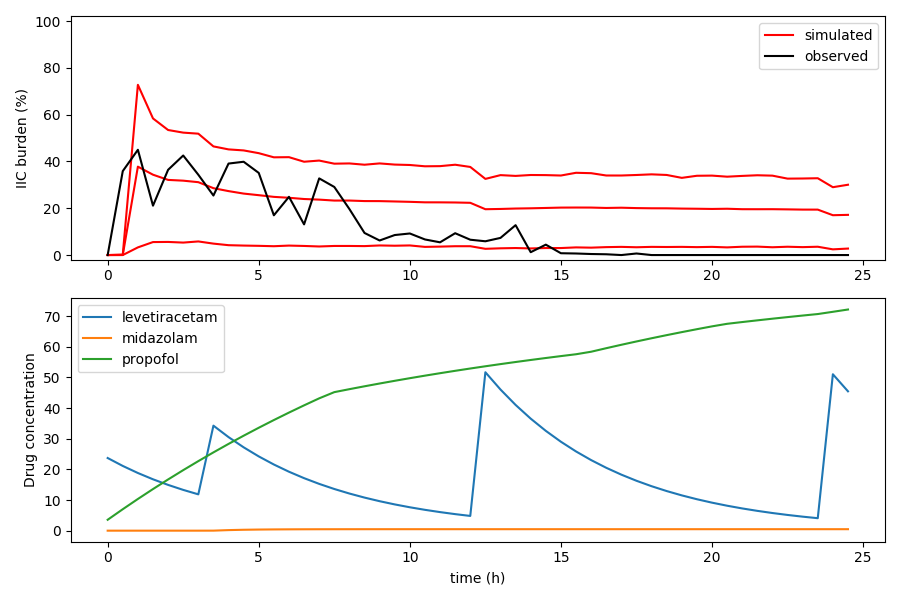 IIC burden (%)
100
80
60
40
20
0
simulated
observed
0 5 10 15 20 25
Drug concentration
70
60
50
40
30
20
10
0
levetiracetam
midazolam
propofol
0 5 10 15 20 25
time (h)